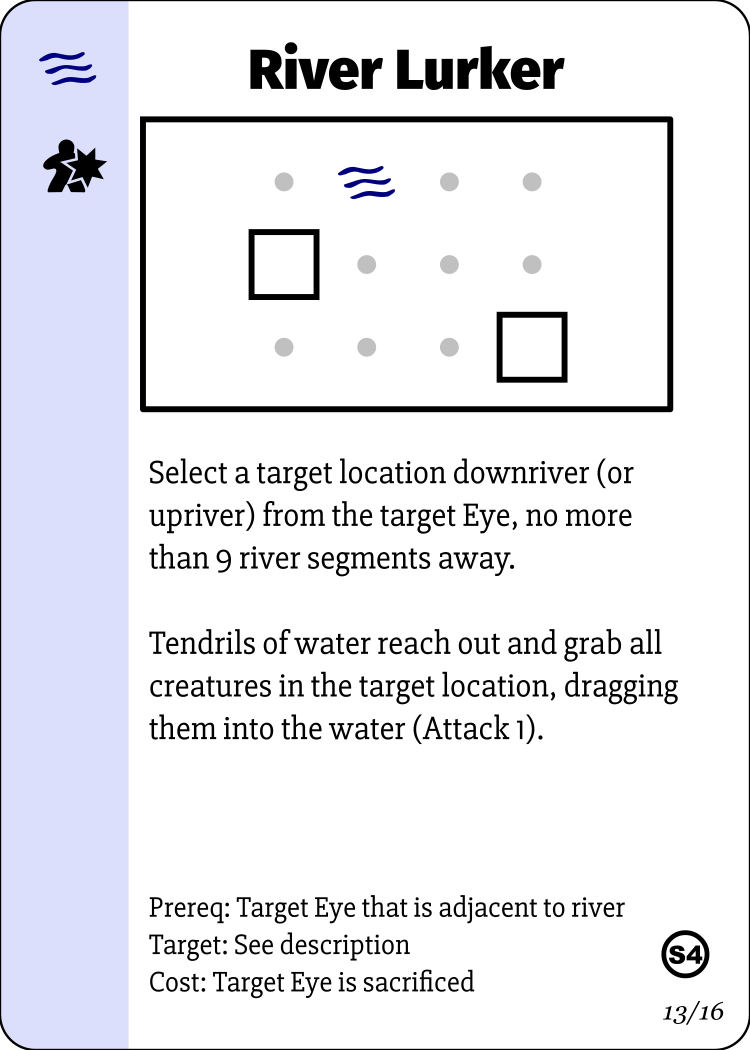 River Lurker
Select a target location downriver (or
upriver) from the target Eye, no more
than 9 river segments away.
Tendrils of water reach out and grab all
creatures in the target location, dragging
them into the water (Attack 1).
Prereq: Target Eye that is adjacent to river
Target: See description
Cost: Target Eye is sacrificed
S4
13/16